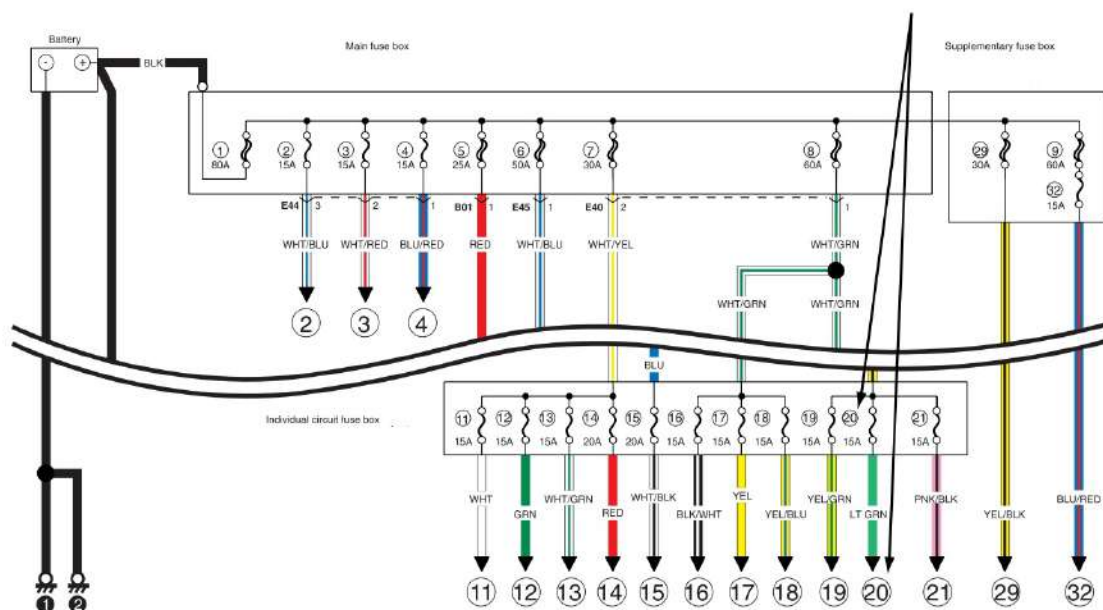 Battery
Main fuse box
Supplementary fuse box
- +
BLK
1 2 3 4 5 6 7 8 29 9
80A 15A 15A 15A 25A 50A 30A 60A 30A 60A
32
15A
E44 3 2 1 B01 1 E45 1 E40 2 1
WHT/BLU WHT/RED BLU/RED RED WHT/BLU WHT/YEL WHT/GRN
WHT/GRN WHT/GRN
2 3 4
BLU
Individual circuit fuse box
11 12 13 14 15 16 17 18 19 20 21
15A 15A 15A 20A 20A 15A 15A 15A 15A 15A 15A
WHT WHT/GRN WHT/BLK YEL YEL/GRN PNK/BLK BLU/RED
GRN RED BLK/WHT YEL/BLU LT GRN YEL/BLK
11 12 13 14 15 16 17 18 19 20 21 29 32
1 2